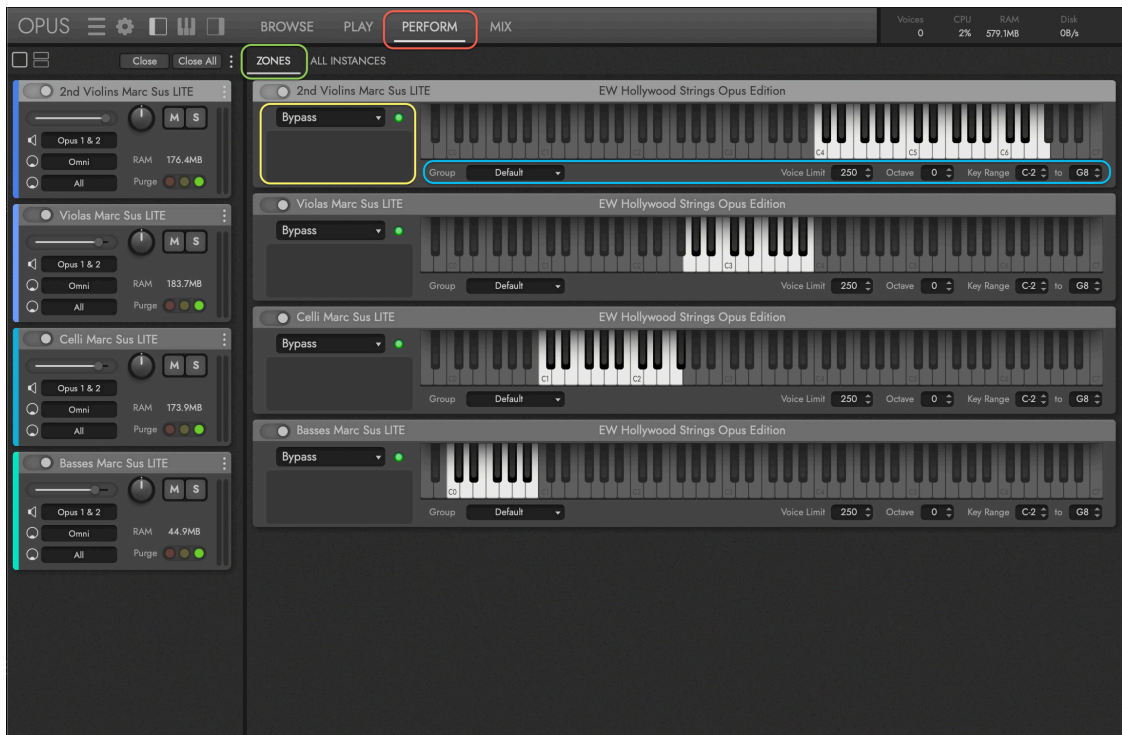 OPUS BROWSE PLAY PERFORM MIX Voices CPU RAM Disk
0 2% 579.1MB 0B/s
Close Close All ZONES ALL INSTANCES
2nd Violins Marc Sus LITE
M S
Opus 1 & 2
Omni RAM 176.4MB
All Purge
Violas Marc Sus LITE
M S
Opus 1 & 2
Omni RAM 183.7MB
All Purge
Celli Marc Sus LITE
M S
Opus 1 & 2
Omni RAM 173.9MB
All Purge
Basses Marc Sus LITE
M S
Opus 1 & 2
Omni RAM 44.9MB
All Purge
2nd Violins Marc Sus LITE EW Hollywood Strings Opus Edition
Bypass
C4 C5 C6
Group Default Voice Limit 250 Octave 0 Key Range C-2 to G8
Violas Marc Sus LITE EW Hollywood Strings Opus Edition
Bypass
C3
Group Default Voice Limit 250 Octave 0 Key Range C-2 to G8
Celli Marc Sus LITE EW Hollywood Strings Opus Edition
Bypass
C1 C2
Group Default Voice Limit 250 Octave 0 Key Range C-2 to G8
Basses Marc Sus LITE EW Hollywood Strings Opus Edition
Bypass
C0
Group Default Voice Limit 250 Octave 0 Key Range C-2 to G8